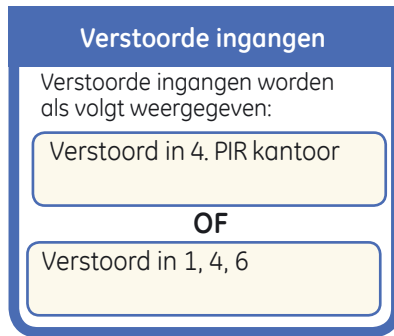 Verstoorde ingangen
Verstoorde ingangen worden
als volgt weergegeven:
Verstoord in 4. PIR kantoor
OF
Verstoord in 1, 4, 6